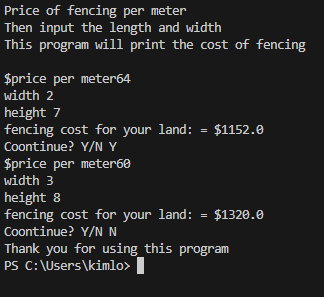 Price of fencing per meter
Then input the length and width
This program will print the cost of fencing
$price per meter64
width 2
height 7
fencing cost for your land: = $1152.0
Coontinue? Y/N Y
$price per meter60
width 3
height 8
fencing cost for your land: = $1320.0
Coontinue? Y/N N
Thank you for using this program
PS C:\Users\kimlo>